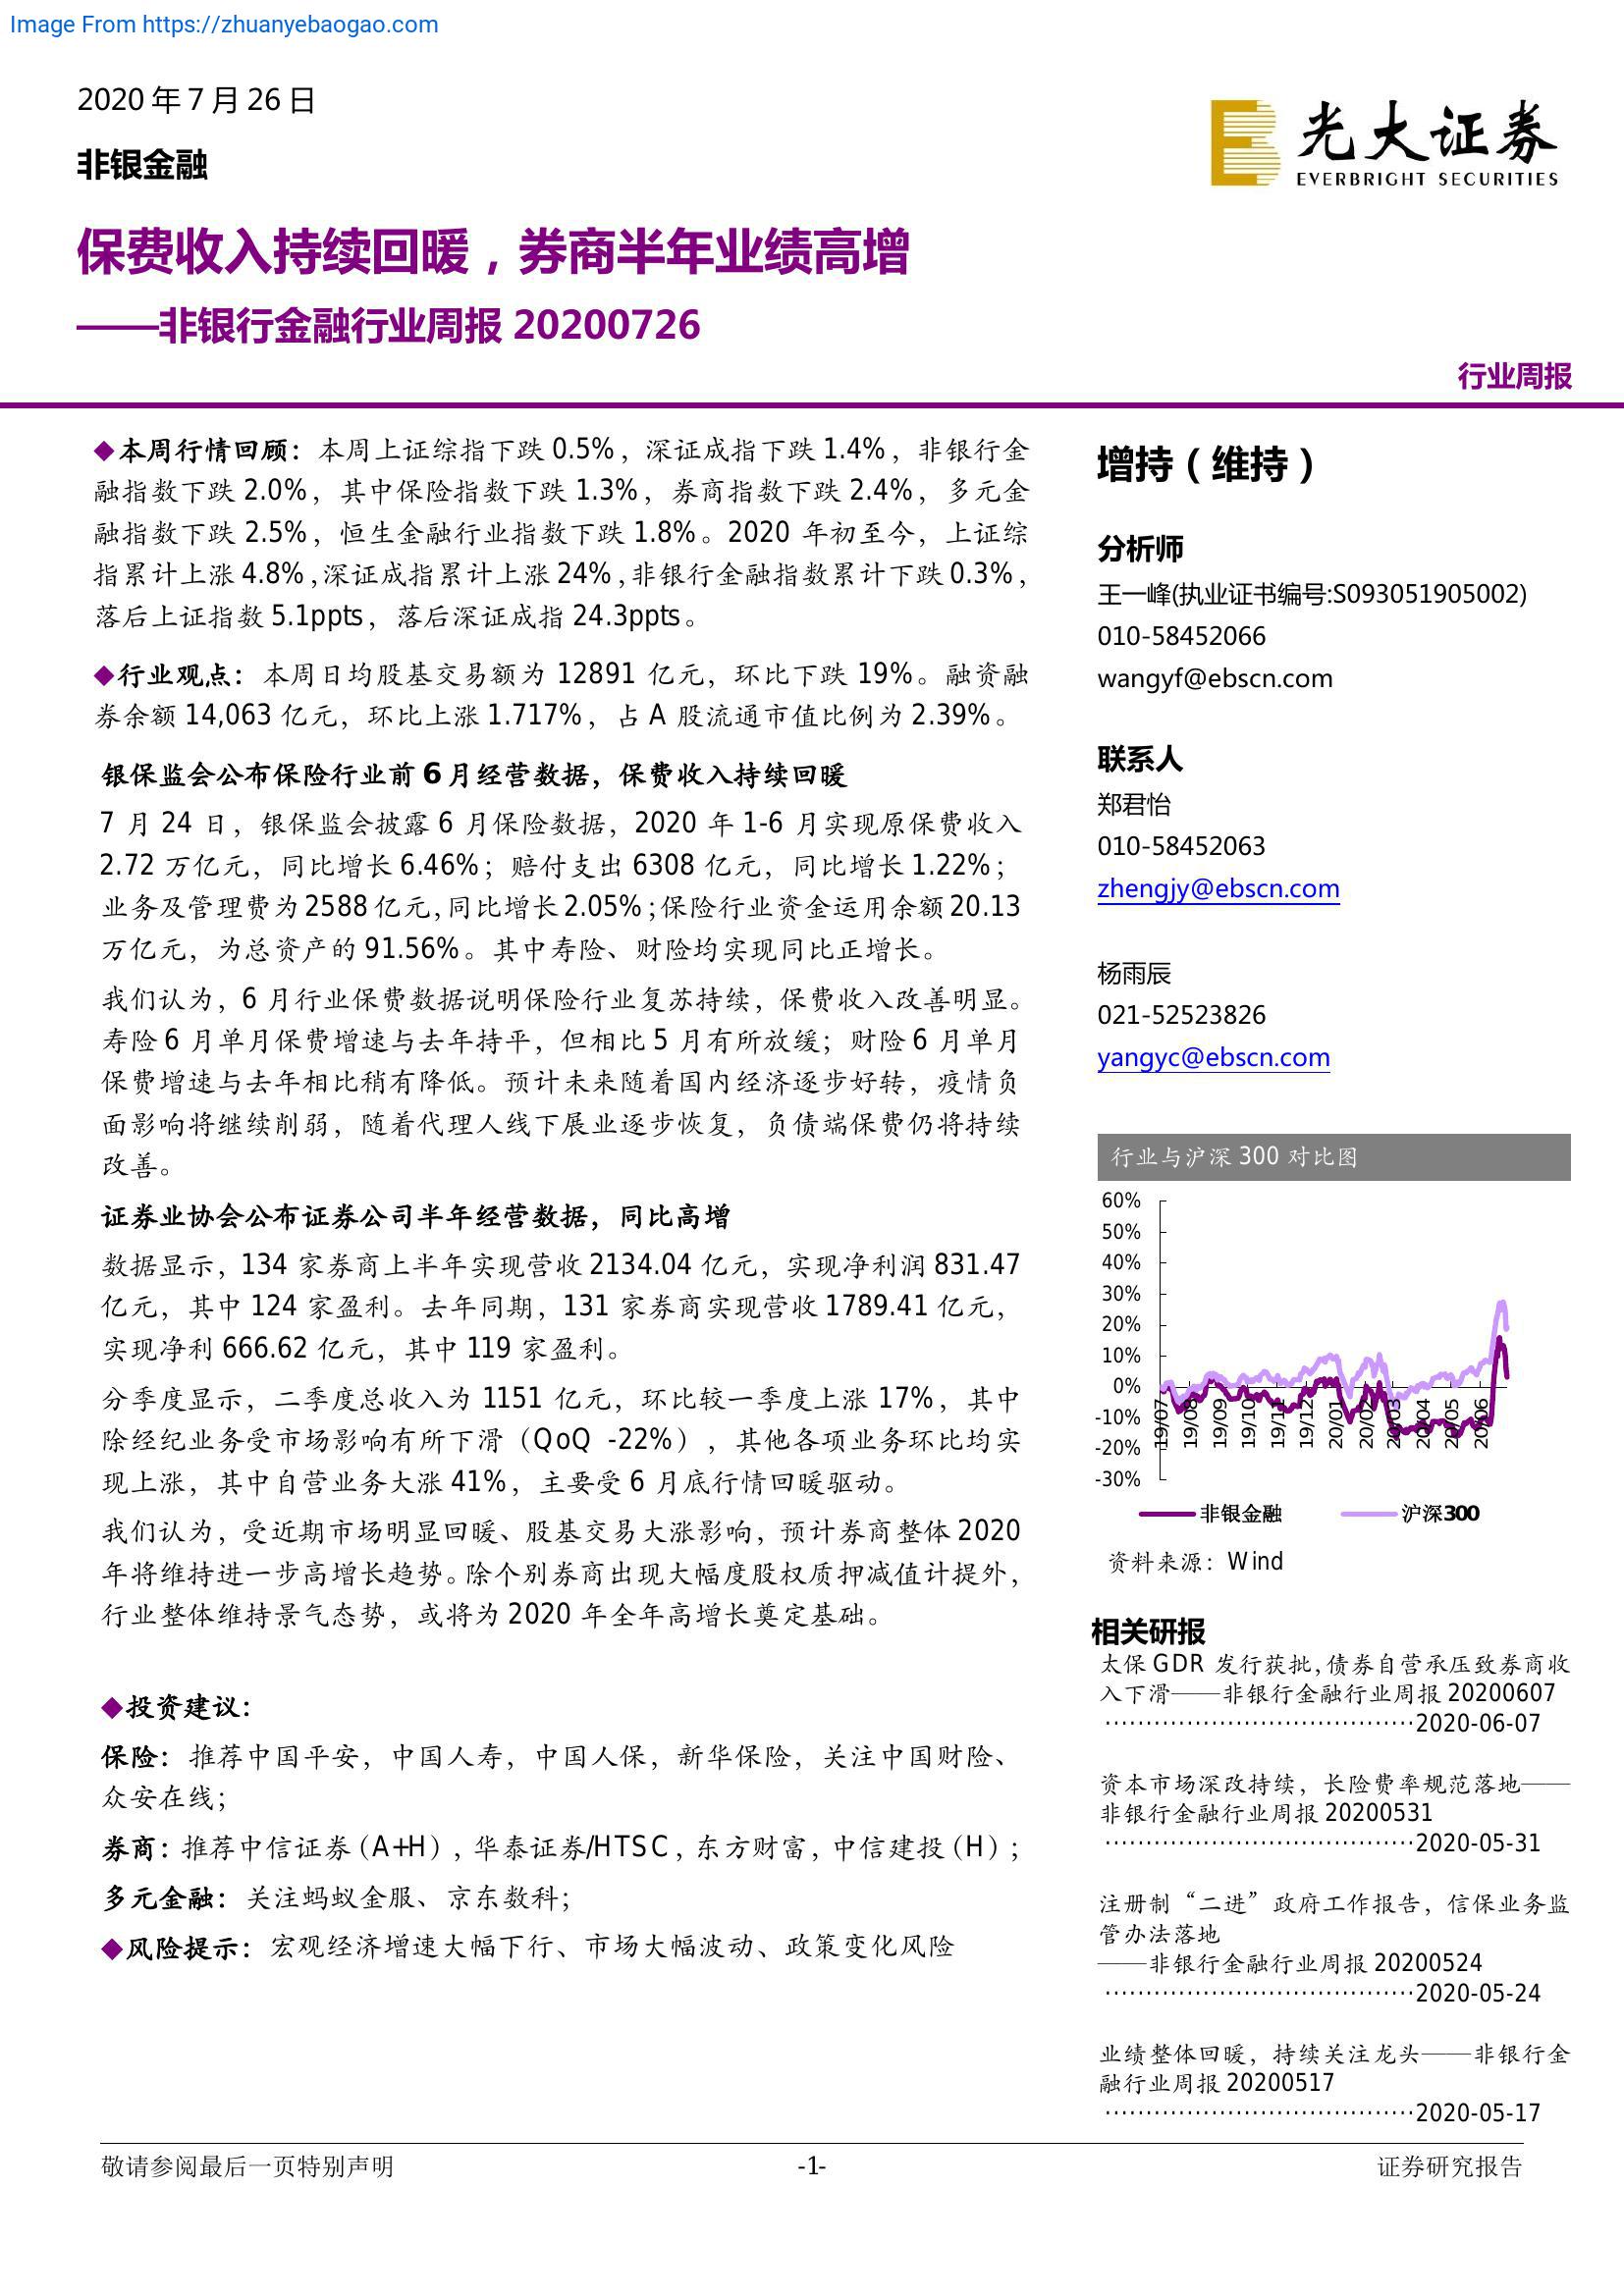 Image From https://zhuanyebaogao.com
2020 年 7 月 26 日
非银金融
光大证券
EVERBRIGHT SECURITIES
保费收入持续回暖，券商半年业绩高增
——非银行金融行业周报 20200726
行业周报
◆本周行情回顾：本周上证综指下跌 0.5%，深证成指下跌 1.4%，非银行金
融指数下跌 2.0%，其中保险指数下跌 1.3%，券商指数下跌 2.4%，多元金
融指数下跌 2.5%，恒生金融行业指数下跌 1.8%。2020 年初至今，上证综
指累计上涨 4.8%，深证成指累计上涨 24%，非银行金融指数累计下跌 0.3%，
落后上证指数 5.1ppts，落后深证成指 24.3ppts。
◆行业观点：本周日均股基交易额为 12891 亿元，环比下跌 19%。融资融
券余额 14,063 亿元，环比上涨 1.717%，占 A 股流通市值比例为 2.39%。
银保监会公布保险行业前 6 月经营数据，保费收入持续回暖
7 月 24 日，银保监会披露 6 月保险数据，2020 年 1-6 月实现原保费收入
2.72 万亿元，同比增长 6.46%；赔付支出 6308 亿元，同比增长 1.22%；
业务及管理费为 2588 亿元，同比增长 2.05%；保险行业资金运用余额 20.13
万亿元，为总资产的 91.56%。其中寿险、财险均实现同比正增长。
我们认为，6 月行业保费数据说明保险行业复苏持续，保费收入改善明显。
寿险 6 月单月保费增速与去年持平，但相比 5 月有所放缓；财险 6 月单月
保费增速与去年相比稍有降低。预计未来随着国内经济逐步好转，疫情负
面影响将继续削弱，随着代理人线下展业逐步恢复，负债端保费仍将持续
改善。
证券业协会公布证券公司半年经营数据，同比高增
数据显示，134 家券商上半年实现营收 2134.04 亿元，实现净利润 831.47
亿元，其中 124 家盈利。去年同期，131 家券商实现营收 1789.41 亿元，
实现净利 666.62 亿元，其中 119 家盈利。
分季度显示，二季度总收入为 1151 亿元，环比较一季度上涨 17%，其中
除经纪业务受市场影响有所下滑（QoQ -22%），其他各项业务环比均实
现上涨，其中自营业务大涨 41%，主要受 6 月底行情回暖驱动。
我们认为，受近期市场明显回暖、股基交易大涨影响，预计券商整体 2020
年将维持进一步高增长趋势。除个别券商出现大幅度股权质押减值计提外，
行业整体维持景气态势，或将为 2020 年全年高增长奠定基础。
◆投资建议：
保险：推荐中国平安，中国人寿，中国人保，新华保险，关注中国财险、
众安在线；
券商：推荐中信证券（A+H），华泰证券/HTSC，东方财富，中信建投（H）；
多元金融：关注蚂蚁金服、京东数科；
◆风险提示：宏观经济增速大幅下行、市场大幅波动、政策变化风险
增持（维持）
分析师
王一峰(执业证书编号:S093051905002)
010-58452066
wangyf@ebscn.com
联系人
郑君怡
010-58452063
zhengjy@ebscn.com
杨雨辰
021-52523826
yangyc@ebscn.com
行业与沪深 300 对比图
60%
50%
40%
30%
20%
10%
0%
-10%
-20%
-30%
19/07
19/08
19/09
19/10
19/11
19/12
20/01
20/02
20/03
20/04
20/05
20/06
非银金融 沪深300
资料来源：Wind
相关研报
太保 GDR 发行获批，债券自营承压致券商收
入下滑——非银行金融行业周报 20200607
······································2020-06-07
资本市场深改持续，长险费率规范落地——
非银行金融行业周报 20200531
······································2020-05-31
注册制“二进”政府工作报告，信保业务监
管办法落地
——非银行金融行业周报 20200524
······································2020-05-24
业绩整体回暖，持续关注龙头——非银行金
融行业周报 20200517
······································2020-05-17
敬请参阅最后一页特别声明
-1-
证券研究报告